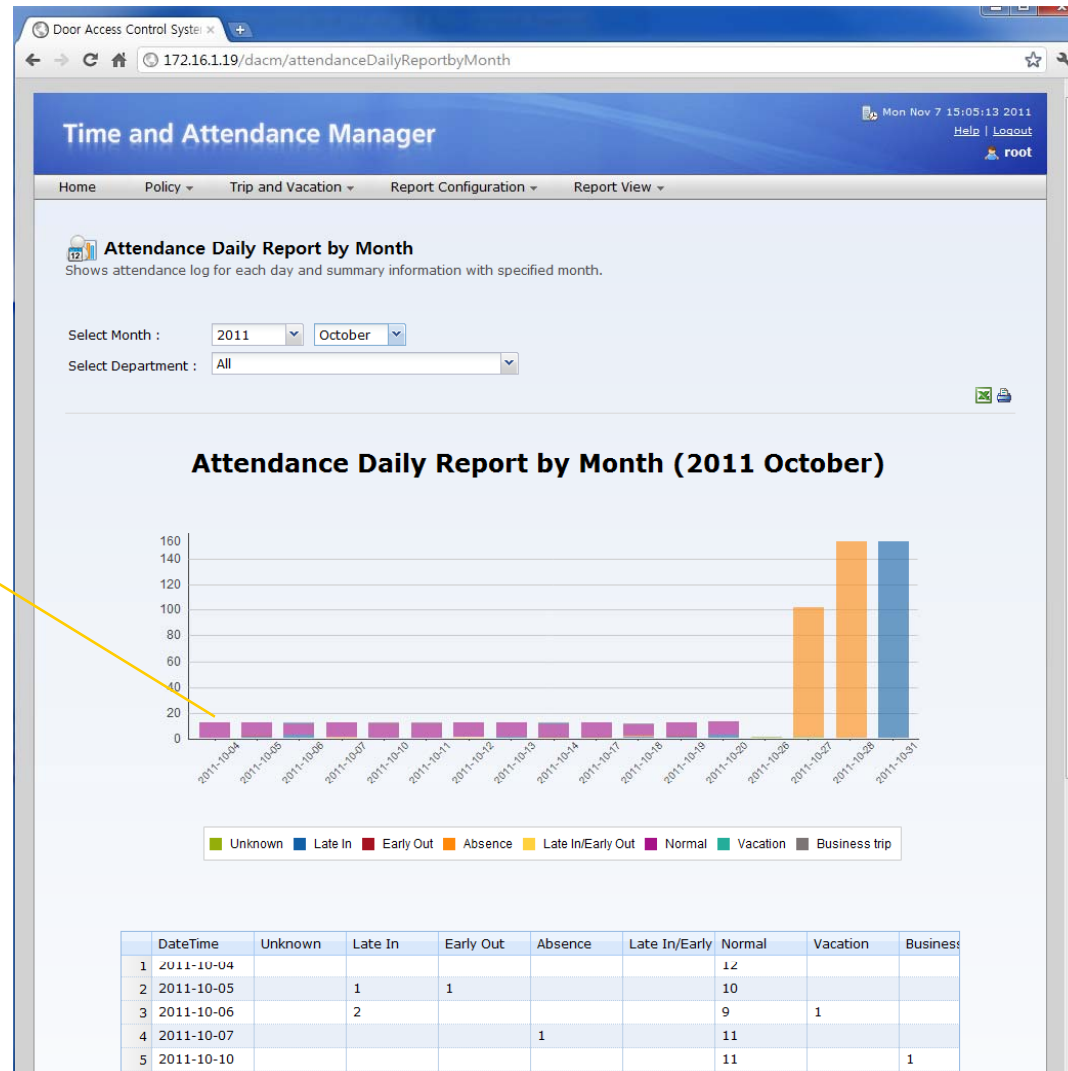 Door Access Control Syste
172.16.1.19/dacm/attendanceDailyReportbyMonth
Mon Nov 7 15:05:13 2011
Help | Logout
root
Time and Attendance Manager
Home Policy Trip and Vacation Report Configuration Report View
12
Attendance Daily Report by Month
Shows attendance log for each day and summary information with specified month.
Select Month : 2011 October
Select Department : All
Attendance Daily Report by Month (2011 October)
160
140
120
100
80
60
40
20
0
2011-10-04 2011-10-05 2011-10-06 2011-10-07 2011-10-10 2011-10-11 2011-10-12 2011-10-13 2011-10-14 2011-10-17 2011-10-18 2011-10-19 2011-10-20 2011-10-26 2011-10-27 2011-10-28 2011-10-31
Unknown Late In Early Out Absence Late In/Early Out Normal Vacation Business trip
DateTime Unknown Late In Early Out Absence Late In/Early Normal Vacation Business
1 2011-10-04 12
2 2011-10-05 1 1 10
3 2011-10-06 2 9 1
4 2011-10-07 1 11
5 2011-10-10 11 1